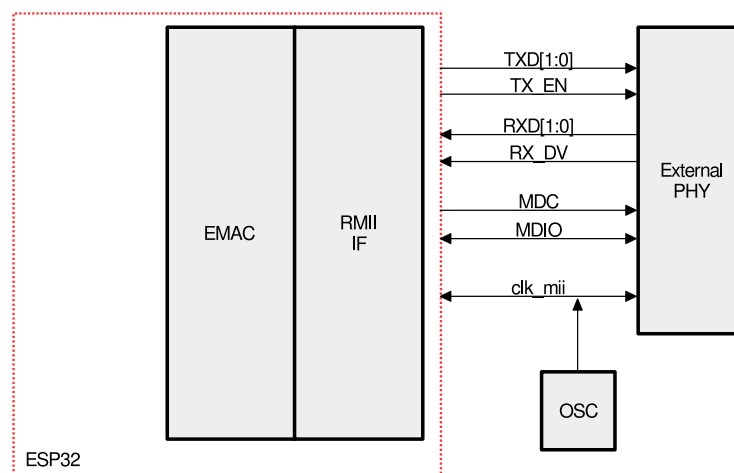 TXD[1:0]
TX_EN
RXD[1:0]
RX_DV
External
PHY
MDC
MDIO
EMAC
RMII
IF
clk_mii
OSC
ESP32